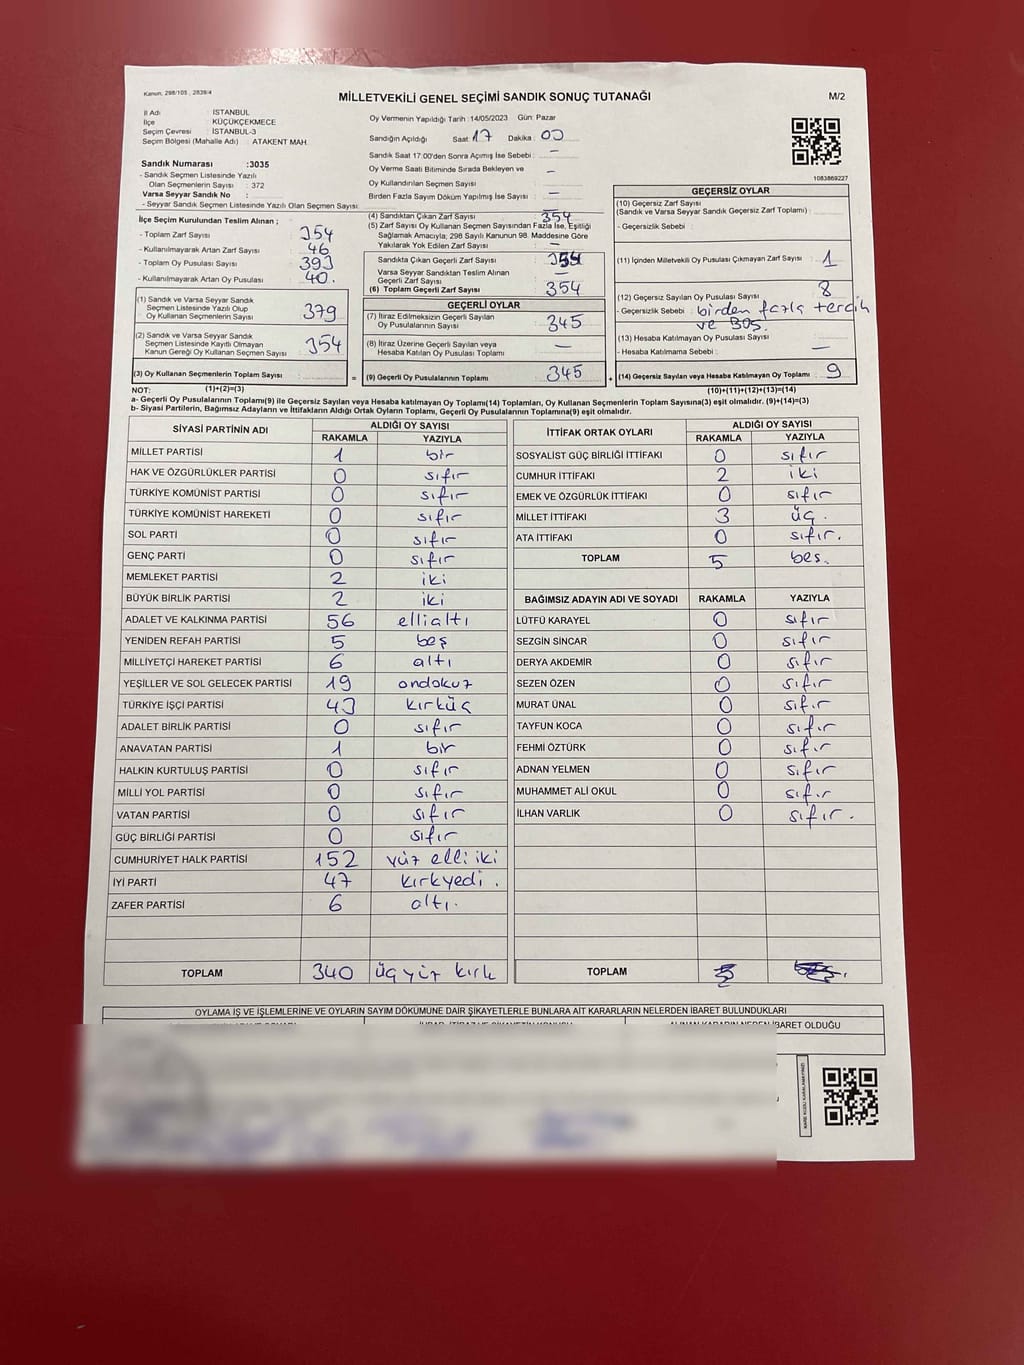 Kanun, 298/105 , 2839/4
MİLLETVEKİLİ GENEL SEÇİMİ SANDIK SONUÇ TUTANAĞI
M/2
İl Adı : İSTANBUL
İlçe : KÜÇÜKÇEKMECE
Seçim Çevresi : İSTANBUL-3
Seçim Bölgesi (Mahalle Adı) : ATAKENT MAH.
Sandık Numarası :3035
- Sandık Seçmen Listesinde Yazılı
Olan Seçmenlerin Sayısı : 372
Varsa Seyyar Sandık No :
- Seyyar Sandık Seçmen Listesinde Yazılı Olan Seçmen Sayısı:
Oy Vermenin Yapıldığı Tarih :14/05/2023 Gün: Pazar
Sandığın Açıldığı Saat: 17 Dakika : 00
Sandık Saat 17:00'den Sonra Açımış İse Sebebi : —
Oy Verme Saati Bitiminde Sırada Bekleyen ve
Oy Kullandırılan Seçmen Sayısı : —
Birden Fazla Sayım Döküm Yapılmış İse Sayısı : —
1083869227
İlçe Seçim Kurulundan Teslim Alınan ;
- Toplam Zarf Sayısı : 354
- Kullanılmayarak Artan Zarf Sayısı : 46
- Toplam Oy Pusulası Sayısı : 393
- Kullanılmayarak Artan Oy Pusulası : 40.
(4) Sandıktan Çıkan Zarf Sayısı : 354
(5) Zarf Sayısı Oy Kullanan Seçmen Sayısından Fazla İse, Eşitliği
Sağlamak Amacıyla, 298 Sayılı Kanunun 98. Maddesine Göre
Yakılarak Yok Edilen Zarf Sayısı : —
Sandıkta Çıkan Geçerli Zarf Sayısı : 354
Varsa Seyyar Sandıktan Teslim Alınan
Geçerli Zarf Sayısı : —
(6) Toplam Geçerli Zarf Sayısı : 354
GEÇERSİZ OYLAR
(10) Geçersiz Zarf Sayısı
(Sandık ve Varsa Seyyar Sandık Geçersiz Zarf Toplamı) :
- Geçersizlik Sebebi :
(11) İçinden Milletvekili Oy Pusulası Çıkmayan Zarf Sayısı : 1
(12) Geçersiz Sayılan Oy Pusulası Sayısı : 8
- Geçersizlik Sebebi : birden fazla tercih
ve Boş.
(13) Hesaba Katılmayan Oy Pusulası Sayısı
- Hesaba Katılmama Sebebi : —
(14) Geçersiz Sayılan veya Hesaba Katılmayan Oy Toplamı : 9
(1) Sandık ve Varsa Seyyar Sandık
Seçmen Listesinde Yazılı Olup
Oy Kullanan Seçmenlerin Sayısı : 379
(2) Sandık ve Varsa Seyyar Sandık
Seçmen Listesinde Kayıtlı Olmayan
Kanun Gereği Oy Kullanan Seçmen Sayısı : 354
(3) Oy Kullanan Seçmenlerin Toplam Sayısı :
GEÇERLİ OYLAR
(7) İtiraz Edilmeksizin Geçerli Sayılan
Oy Pusulalarının Sayısı : 345
(8) İtiraz Üzerine Geçerli Sayılan veya
Hesaba Katılan Oy Pusulası Toplamı : —
(9) Geçerli Oy Pusulalarının Toplamı : 345
NOT: (1)+(2)=(3)
(10)+(11)+(12)+(13)=(14)
a- Geçerli Oy Pusulalarının Toplamı(9) ile Geçersiz Sayılan veya Hesaba Katılmayan Oy Toplamı(14) Toplamları, Oy Kullanan Seçmenlerin Toplam Sayısına(3) eşit olmalıdır. (9)+(14)=(3)
b- Siyasi Partilerin, Bağımsız Adayların ve İttifakların Aldığı Ortak Oyların Toplamı, Geçerli Oy Pusulalarının Toplamına(9) eşit olmalıdır.
SİYASİ PARTİNİN ADI ALDIĞI OY SAYISI
RAKAMLA YAZIYLA
MİLLET PARTİSİ 1 bir
HAK VE ÖZGÜRLÜKLER PARTİSİ 0 sıfır
TÜRKİYE KOMÜNİST PARTİSİ 0 sıfır
TÜRKİYE KOMÜNİST HAREKETİ 0 sıfır
SOL PARTİ 0 sıfır
GENÇ PARTİ 0 sıfır
MEMLEKET PARTİSİ 2 iki
BÜYÜK BİRLİK PARTİSİ 2 iki
ADALET VE KALKINMA PARTİSİ 56 ellialtı
YENİDEN REFAH PARTİSİ 5 beş
MİLLİYETÇİ HAREKET PARTİSİ 6 altı
YEŞİLLER VE SOL GELECEK PARTİSİ 19 ondokuz
TÜRKİYE İŞÇİ PARTİSİ 43 kırküç
ADALET BİRLİK PARTİSİ 0 sıfır
ANAVATAN PARTİSİ 1 bir
HALKIN KURTULUŞ PARTİSİ 0 sıfır
MİLLİ YOL PARTİSİ 0 sıfır
VATAN PARTİSİ 0 sıfır
GÜÇ BİRLİĞİ PARTİSİ 0 sıfır
CUMHURİYET HALK PARTİSİ 152 yüz elli iki
İYİ PARTİ 47 kırkyedi .
ZAFER PARTİSİ 6 altı.
TOPLAM 340 üçyüz kırk
İTTİFAK ORTAK OYLARI ALDIĞI OY SAYISI
RAKAMLA YAZIYLA
SOSYALİST GÜÇ BİRLİĞİ İTTİFAKI 0 sıfır
CUMHUR İTTİFAKI 2 iki
EMEK VE ÖZGÜRLÜK İTTİFAKI 0 sıfır
MİLLET İTTİFAKI 3 üç.
ATA İTTİFAKI 0 sıfır.
TOPLAM 5 beş.
BAĞIMSIZ ADAYIN ADI VE SOYADI RAKAMLA YAZIYLA
LÜTFÜ KARAYEL 0 sıfır
SEZGİN SİNCAR 0 sıfır
DERYA AKDEMİR 0 sıfır
SEZEN ÖZEN 0 sıfır
MURAT ÜNAL 0 sıfır
TAYFUN KOCA 0 sıfır
FEHMİ ÖZTÜRK 0 sıfır
ADNAN YELMEN 0 sıfır
MUHAMMET ALİ OKUL 0 sıfır
İLHAN VARLIK 0 sıfır.
TOPLAM
OYLAMA İŞ VE İŞLEMLERİNE VE OYLARIN SAYIM DÖKÜMÜNE DAİR ŞİKAYETLERLE BUNLARA AİT KARARLARIN NELERDEN İBARET BULUNDUKLARI
ALINAN KARARIN NEDEN İBARET OLDUĞU
KARE KODU KARALAMAYINIZ!